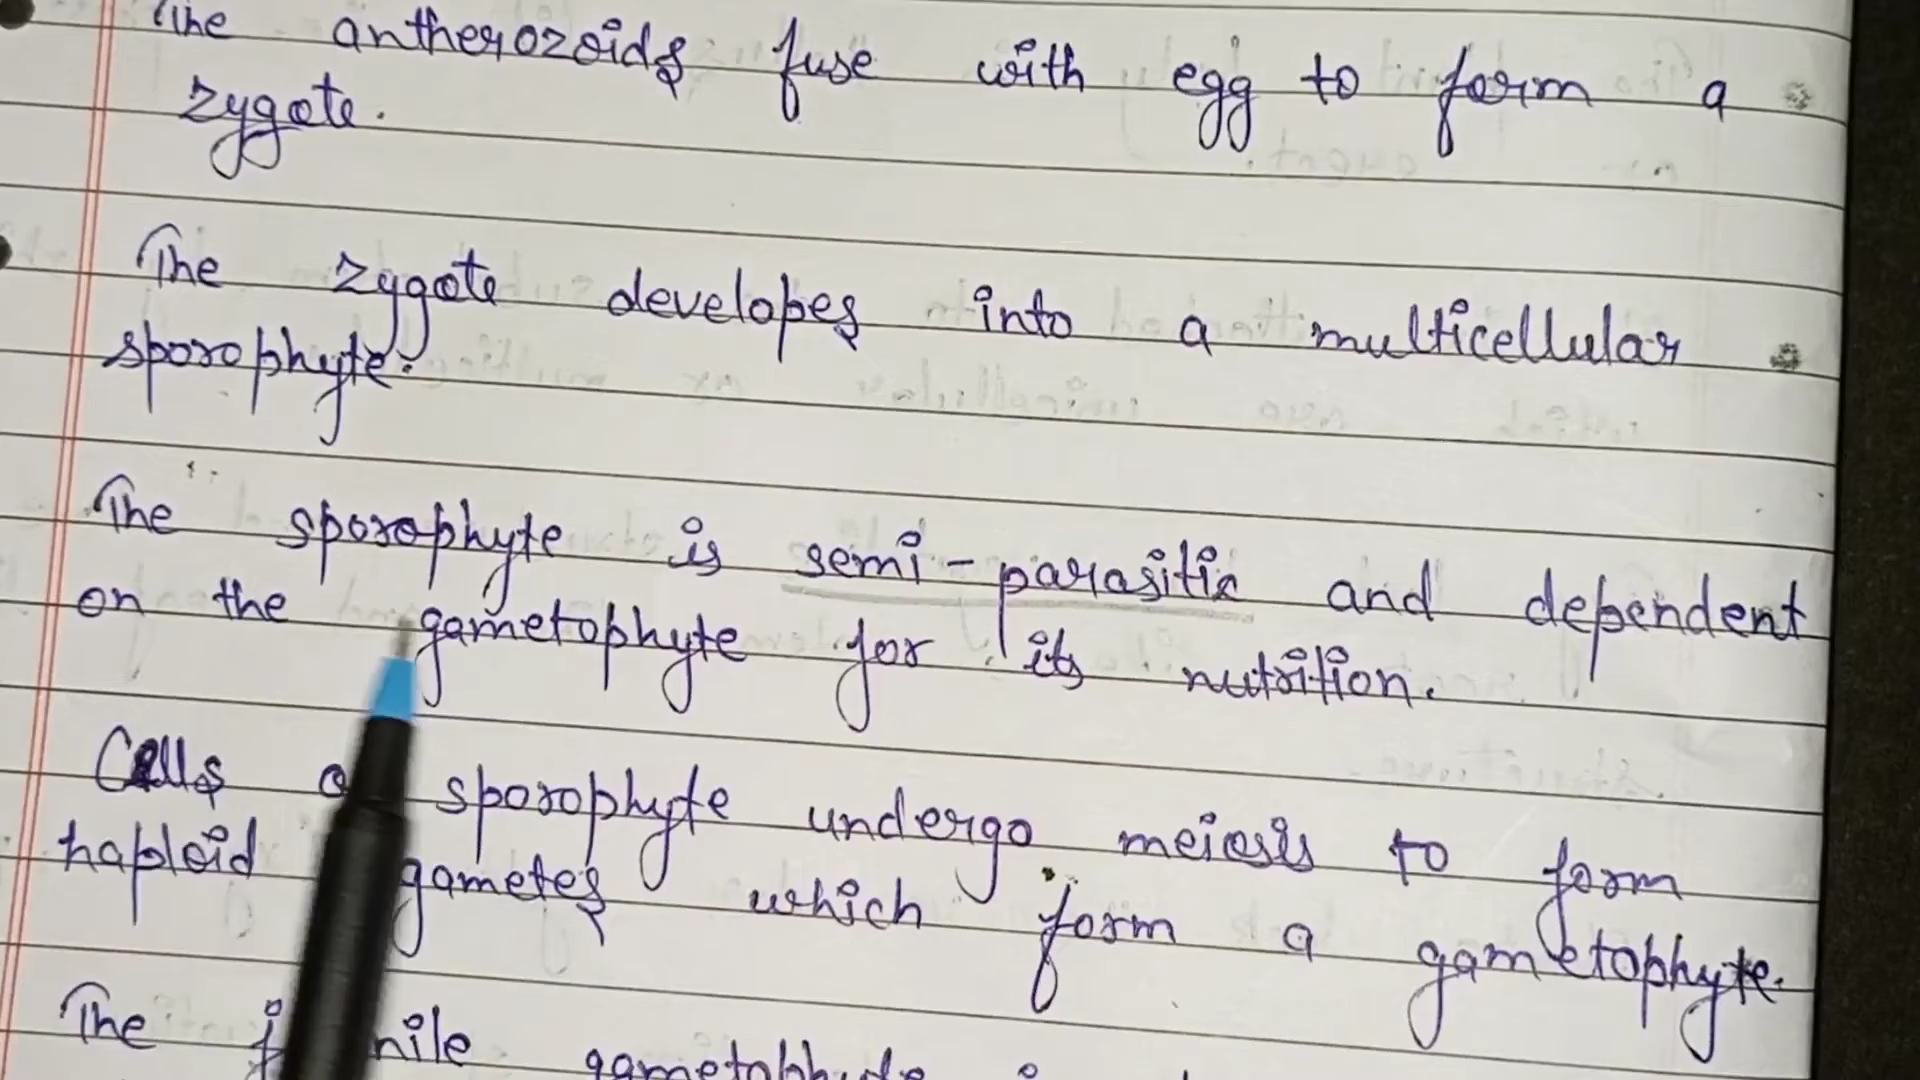 The antherozoids fuse with egg to form a
zygote.
The zygote developes into a multicellular
sporophyte.
The sporophyte is semi-parasitic and dependent
on the gametophyte for its nutrition.
Cells sporophyte undergo meiosis to form
haploid gametes which form a gametophyte.
The gametophyte